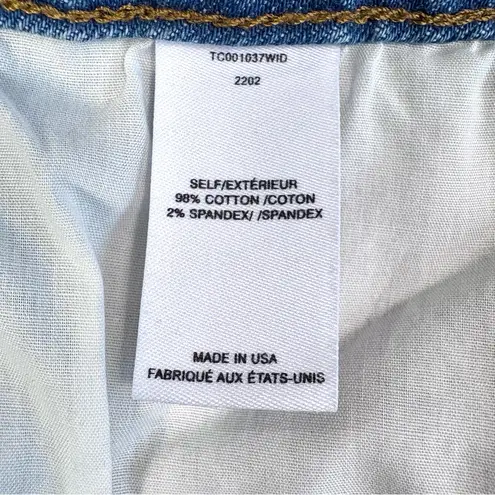 TC001037WID
2202
SELF/EXTÉRIEUR
98% COTTON /COTON
2% SPANDEX/ /SPANDEX
MADE IN USA
FABRIQUÉ AUX ÉTATS-UNIS